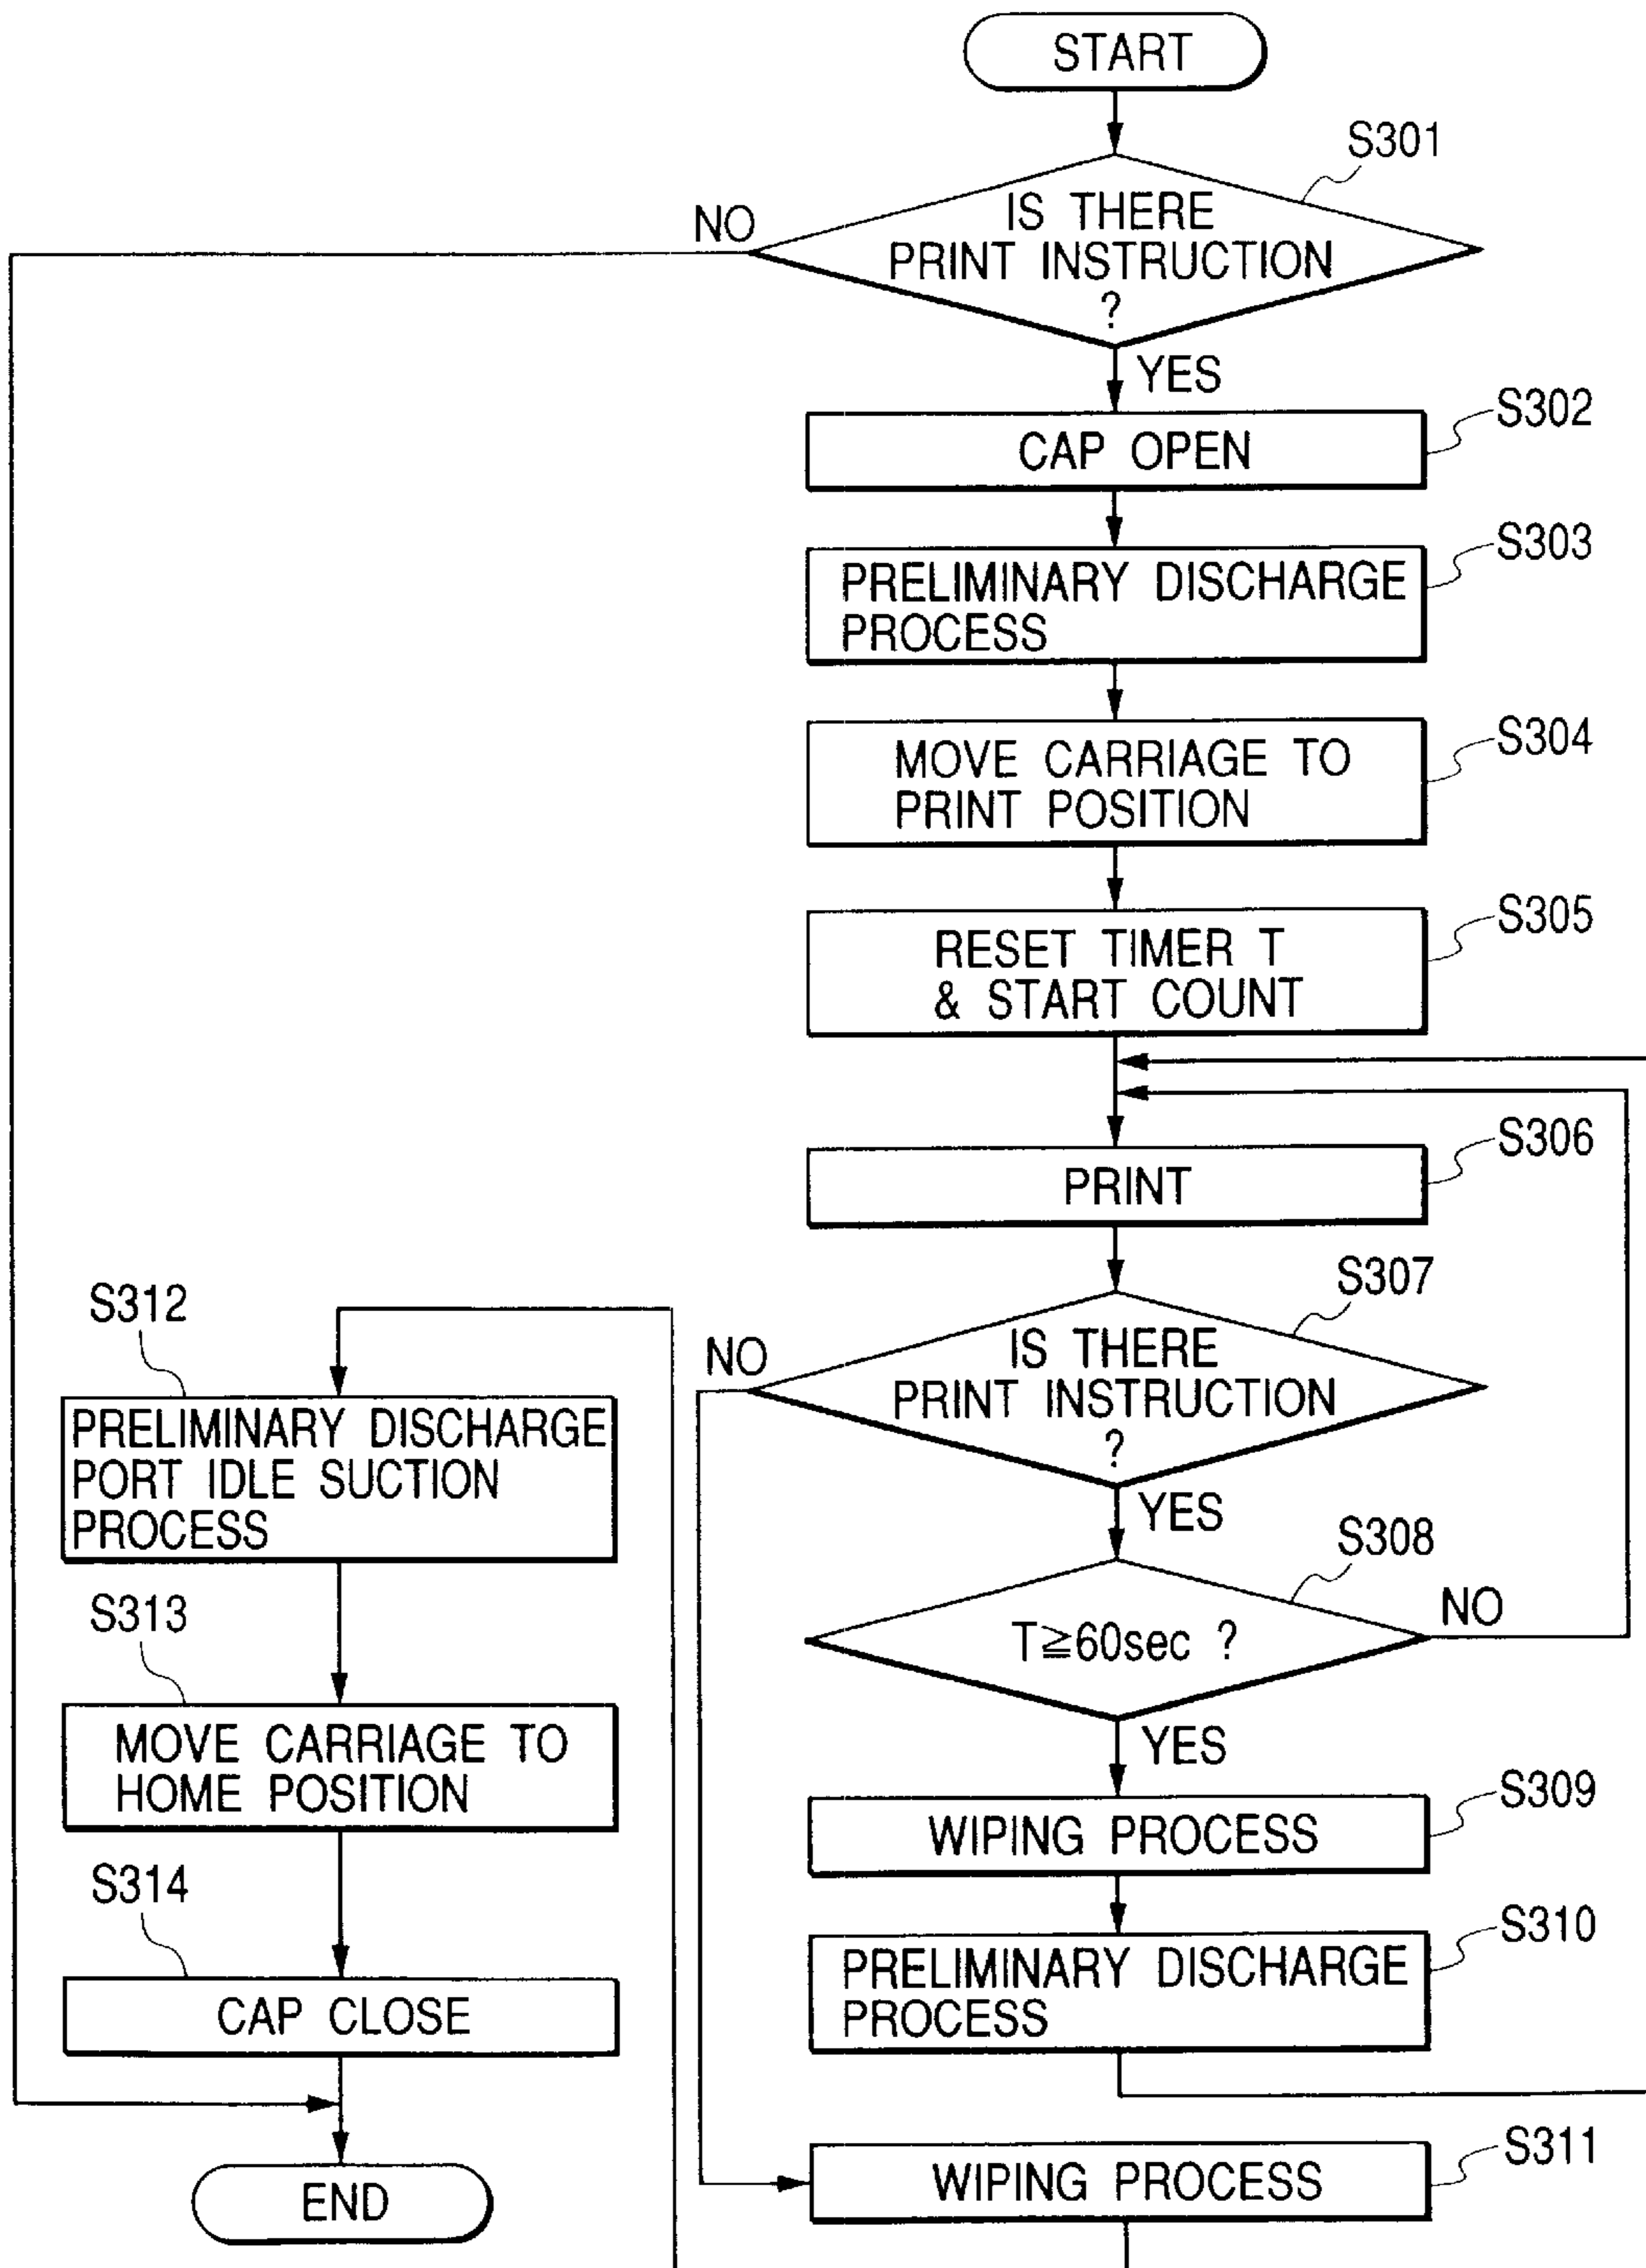 START
S301
IS THERE
PRINT INSTRUCTION
?
NO
YES
S302
CAP OPEN
S303
PRELIMINARY DISCHARGE
PROCESS
S304
MOVE CARRIAGE TO
PRINT POSITION
S305
RESET TIMER T
& START COUNT
S306
PRINT
S307
IS THERE
PRINT INSTRUCTION
?
NO
YES
S308
T≧60sec ?
NO
YES
S309
WIPING PROCESS
S310
PRELIMINARY DISCHARGE
PROCESS
S311
WIPING PROCESS
S312
PRELIMINARY DISCHARGE
PORT IDLE SUCTION
PROCESS
S313
MOVE CARRIAGE TO
HOME POSITION
S314
CAP CLOSE
END